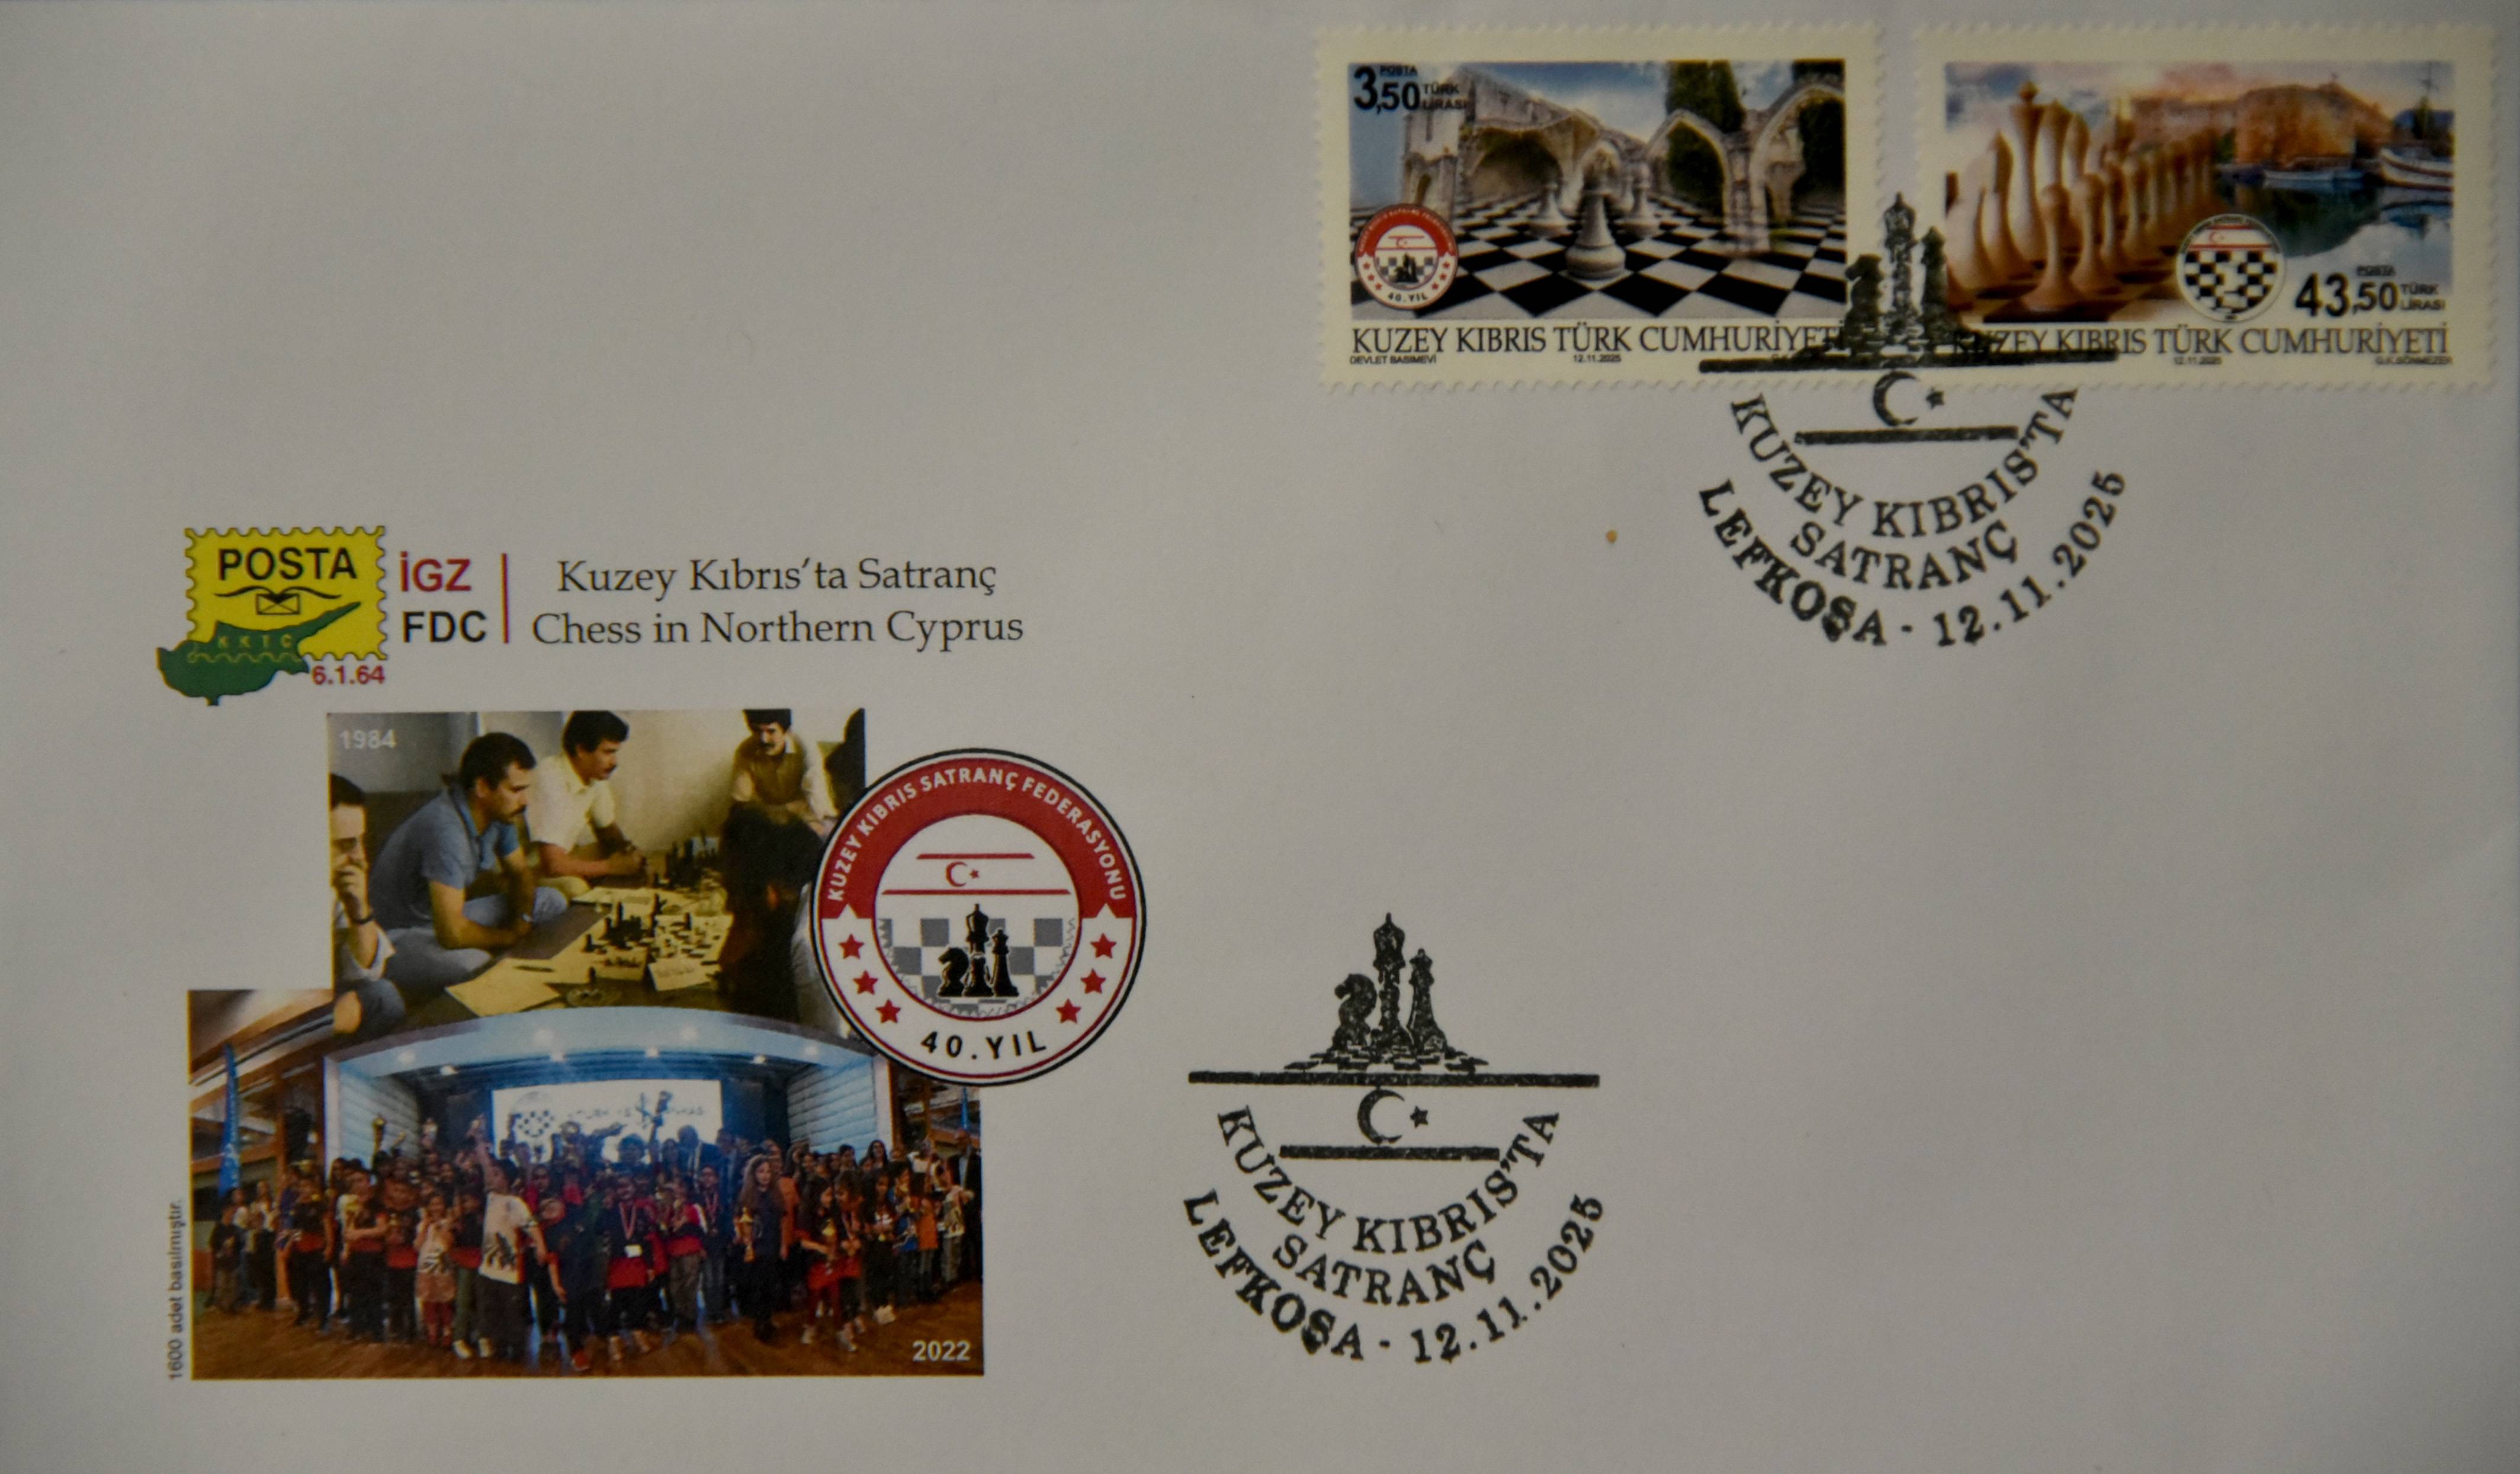 3,50
POSTA
TÜRK
LİRASI
40.YIL
KUZEY KIBRIS TÜRK CUMHURİYETİ
DEVLET BASIMEVİ
12.11.2025
POSTA
43,50
TÜRK
LİRASI
KUZEY KIBRIS TÜRK CUMHURİYETİ
12.11.2025
G.K.SÖNMEZER
KUZEY KIBRIS'TA
SATRANÇ
LEFKOŞA - 12.11.2025
POSTA
KKTC
6.1.64
İGZ
FDC
Kuzey Kıbrıs'ta Satranç
Chess in Northern Cyprus
1984
KUZEY KIBRIS SATRANÇ FEDERASYONU
40.YIL
2022
1600 adet basılmıştır.
KUZEY KIBRIS'TA
SATRANÇ
LEFKOŞA - 12.11.2025